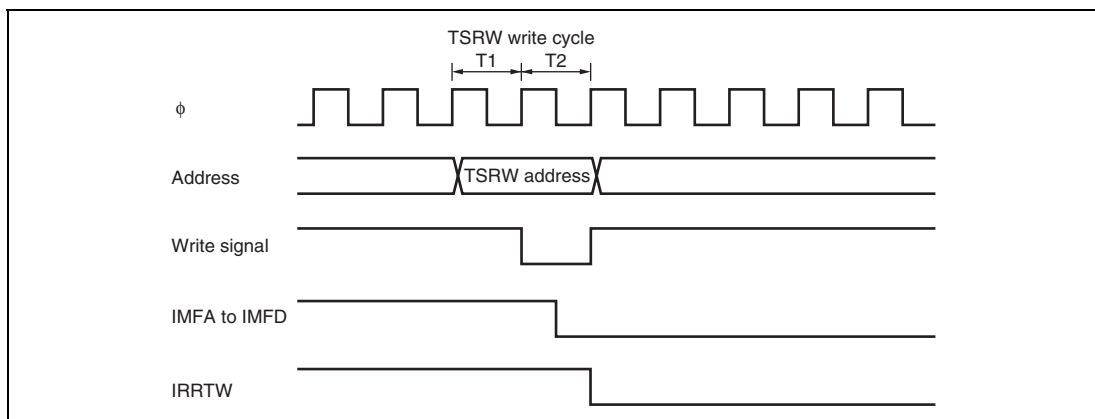 TSRW write cycle
T1 T2
ϕ
Address
TSRW address
Write signal
IMFA to IMFD
IRRTW